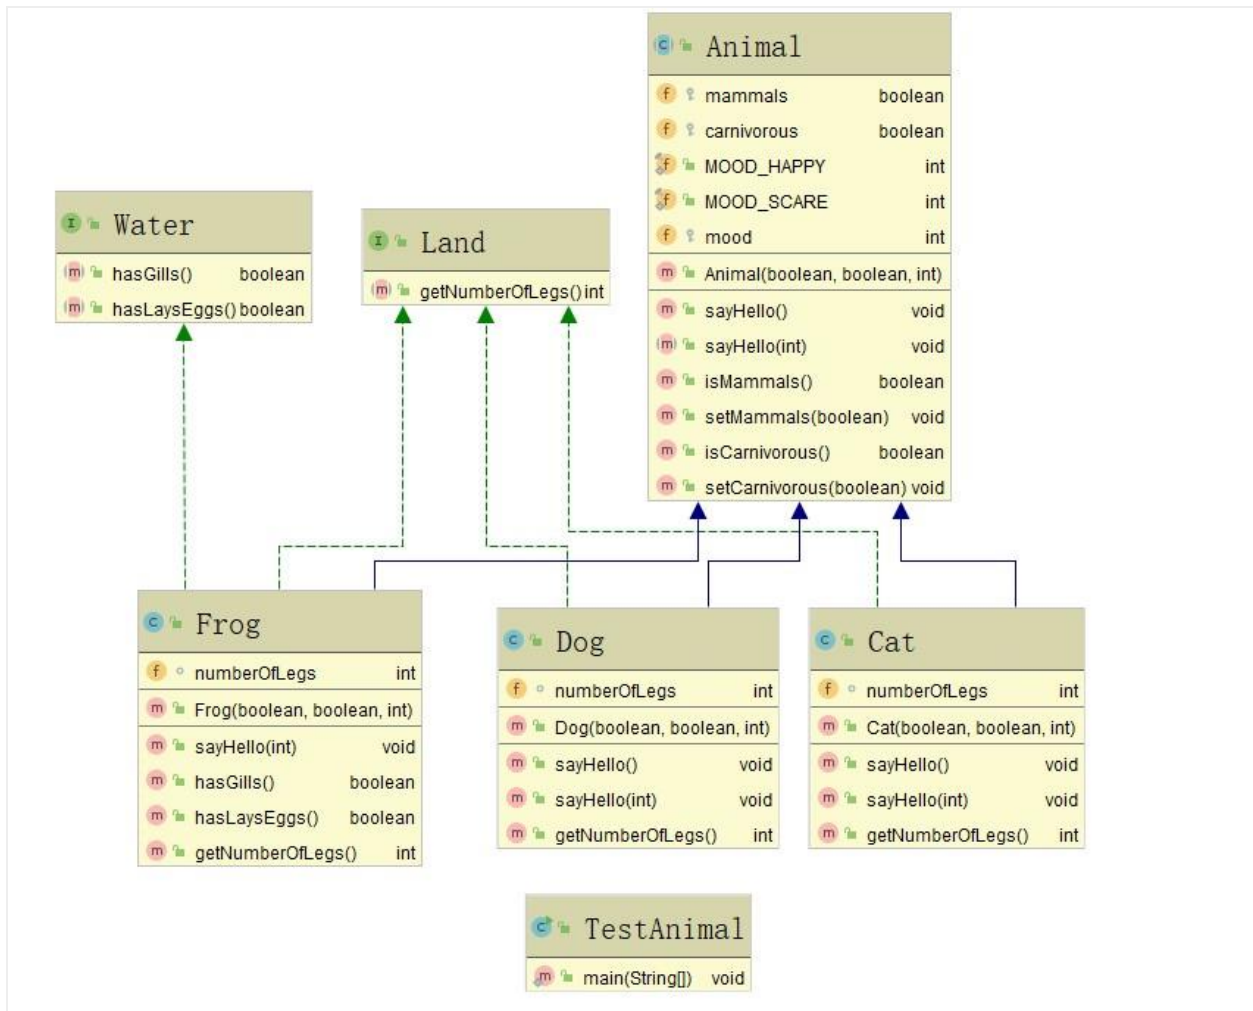 Animal
mammals boolean
carnivorous boolean
MOOD_HAPPY int
MOOD_SCARE int
mood int
Animal(boolean, boolean, int)
sayHello() void
sayHello(int) void
isMammals() boolean
setMammals(boolean) void
isCarnivorous() boolean
setCarnivorous(boolean) void
Water
hasGills() boolean
hasLaysEggs() boolean
Land
getNumberOfLegs() int
Frog
numberOfLegs int
Frog(boolean, boolean, int)
sayHello(int) void
hasGills() boolean
hasLaysEggs() boolean
getNumberOfLegs() int
Dog
numberOfLegs int
Dog(boolean, boolean, int)
sayHello() void
sayHello(int) void
getNumberOfLegs() int
Cat
numberOfLegs int
Cat(boolean, boolean, int)
sayHello() void
sayHello(int) void
getNumberOfLegs() int
TestAnimal
main(String[]) void